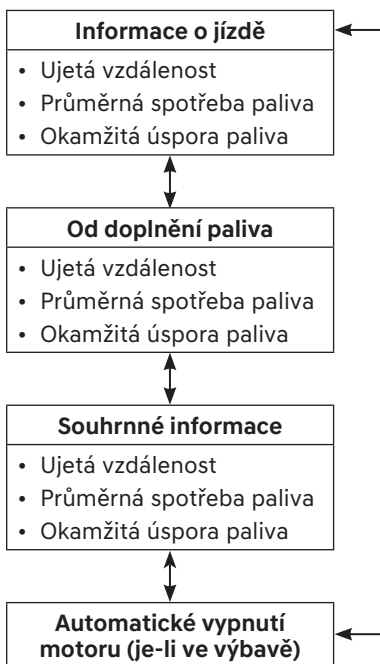 Informace o jízdě
• Ujetá vzdálenost
• Průměrná spotřeba paliva
• Okamžitá úspora paliva
Od doplnění paliva
• Ujetá vzdálenost
• Průměrná spotřeba paliva
• Okamžitá úspora paliva
Souhrnné informace
• Ujetá vzdálenost
• Průměrná spotřeba paliva
• Okamžitá úspora paliva
Automatické vypnutí
motoru (je-li ve výbavě)